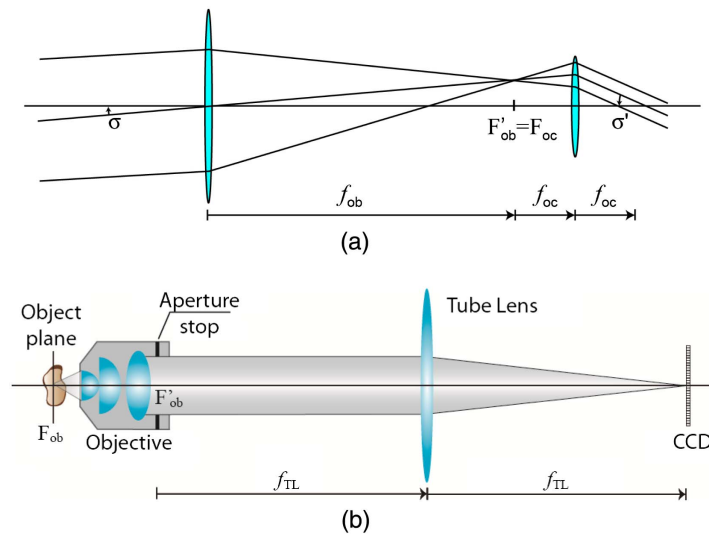 σ
F'ob=Foc
σ'
fob
foc
foc
(a)
Object
plane
Aperture
stop
Tube Lens
F'ob
Fob
Objective
CCD
fTL
fTL
(b)